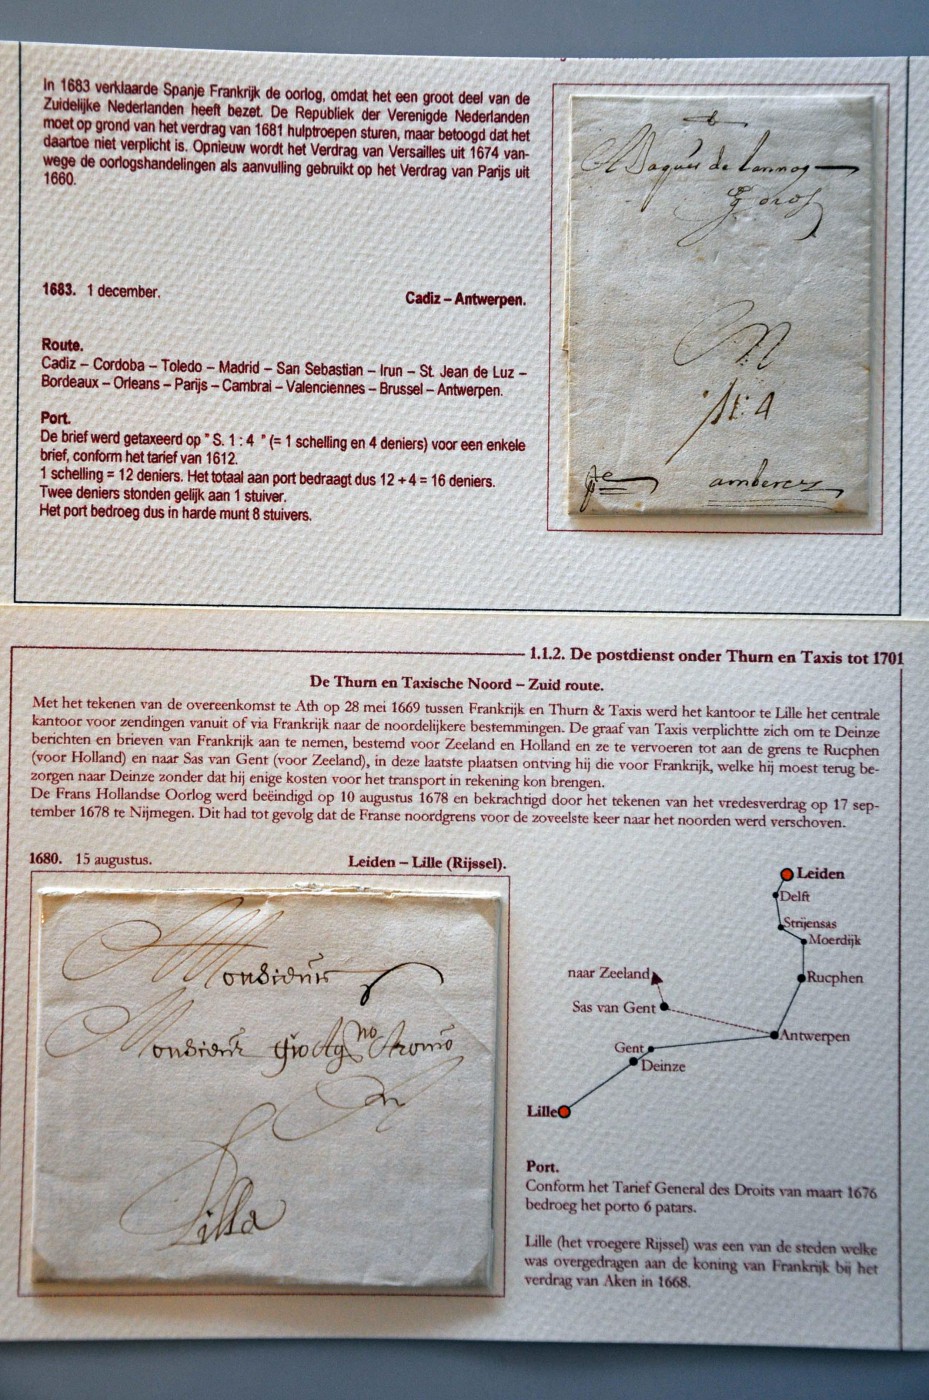 In 1683 verklaarde Spanje Frankrijk de oorlog, omdat het een groot deel van de
Zuidelijke Nederlanden heeft bezet. De Republiek der Verenigde Nederlanden
moet op grond van het verdrag van 1681 hulptroepen sturen, maar betoogd dat het
daartoe niet verplicht is. Opnieuw wordt het Verdrag van Versailles uit 1674 van-
wege de oorlogshandelingen als aanvulling gebruikt op het Verdrag van Parijs uit
1660.
1683. 1 december.
Cadiz – Antwerpen.
Route.
Cadiz – Cordoba – Toledo – Madrid – San Sebastian – Irun – St. Jean de Luz –
Bordeaux – Orleans – Parijs – Cambrai – Valenciennes – Brussel – Antwerpen.
Port.
De brief werd getaxeerd op " S. 1 : 4 " (= 1 schelling en 4 deniers) voor een enkele
brief, conform het tarief van 1612.
1 schelling = 12 deniers. Het totaal aan port bedraagt dus 12 + 4 = 16 deniers.
Twee deniers stonden gelijk aan 1 stuiver.
Het port bedroeg dus in harde munt 8 stuivers.
Jaques de Lannoy
amberez
1.1.2. De postdienst onder Thurn en Taxis tot 1701
De Thurn en Taxische Noord – Zuid route.
Met het tekenen van de overeenkomst te Ath op 28 mei 1669 tussen Frankrijk en Thurn & Taxis werd het kantoor te Lille het centrale
kantoor voor zendingen vanuit of via Frankrijk naar de noordelijkere bestemmingen. De graaf van Taxis verplichtte zich om te Deinze
berichten en brieven van Frankrijk aan te nemen, bestemd voor Zeeland en Holland en ze te vervoeren tot aan de grens te Rucphen
(voor Holland) en naar Sas van Gent (voor Zeeland), in deze laatste plaatsen ontving hij die voor Frankrijk, welke hij moest terug be-
zorgen naar Deinze zonder dat hij enige kosten voor het transport in rekening kon brengen.
De Frans Hollandse Oorlog werd beëindigd op 10 augustus 1678 en bekrachtigd door het tekenen van het vredesverdrag op 17 sep-
tember 1678 te Nijmegen. Dit had tot gevolg dat de Franse noordgrens voor de zoveelste keer naar het noorden werd verschoven.
1680. 15 augustus.
Leiden – Lille (Rijssel).
Monsieur
Monsieur
Lilla
Leiden
Delft
Strijensas
Moerdijk
naar Zeeland
Rucphen
Sas van Gent
Antwerpen
Gent
Deinze
Lille
Port.
Conform het Tarief General des Droits van maart 1676
bedroeg het porto 6 patars.
Lille (het vroegere Rijssel) was een van de steden welke
was overgedragen aan de koning van Frankrijk bij het
verdrag van Aken in 1668.